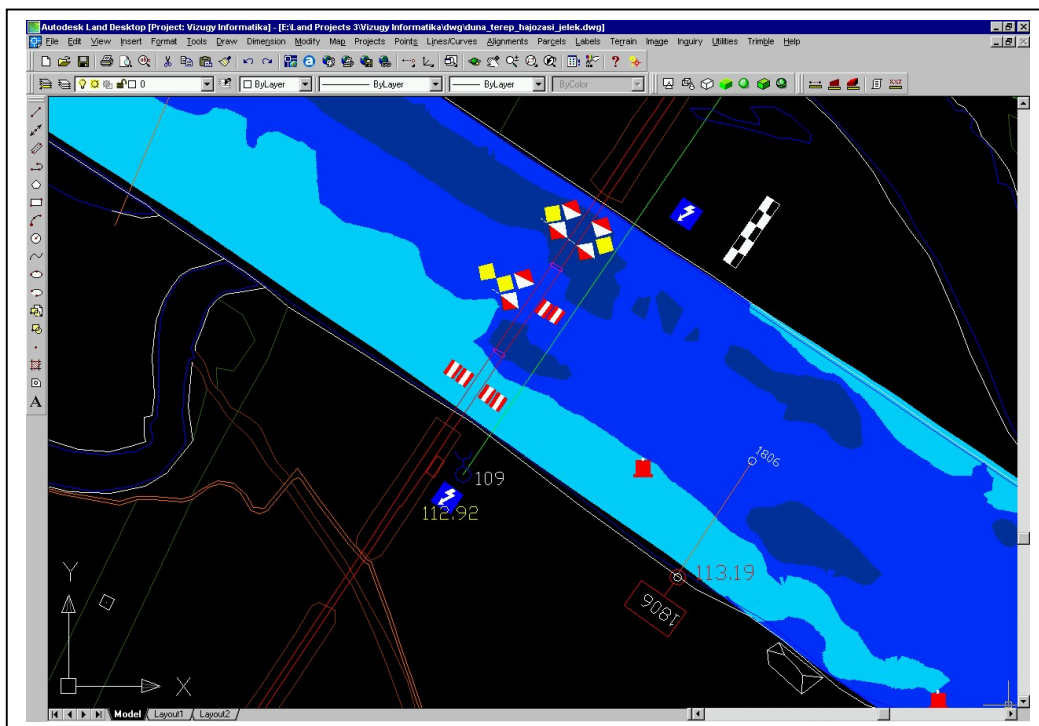 Autodesk Land Desktop [Project: Vizugy Informatika] - [E:\Land Projects 3\Vizugy Informatika\dwg\duna_terep_hajozasi_jelek.dwg]
File Edit View Insert Format Tools Draw Dimension Modify Map Projects Points Lines/Curves Alignments Parcels Labels Terrain Image Inquiry Utilities Trimble Help
0 ByLayer ByLayer ByLayer ByColor
A
1806
109
112.92
113.19
1806
Y
X
Model Layout1 Layout2